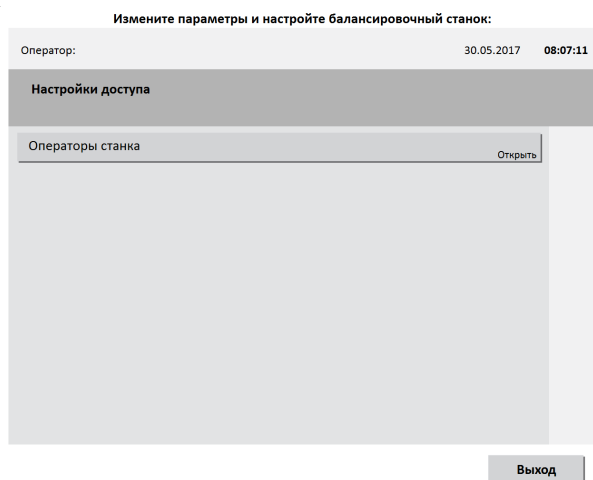 Измените параметры и настройте балансировочный станок:
Оператор: 30.05.2017 08:07:11
Настройки доступа
Операторы станка
Открыть
Выход